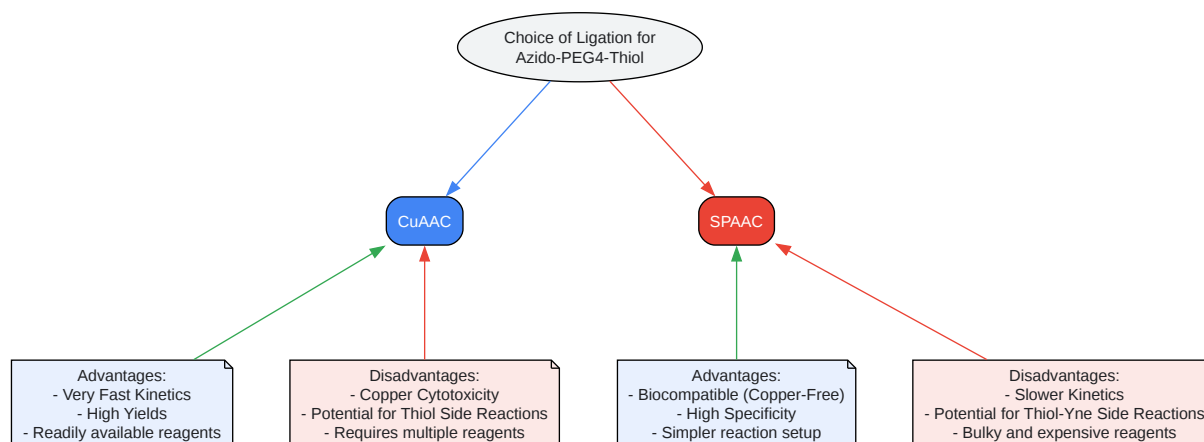 Choice of Ligation for
Azido-PEG4-Thiol
CuAAC
SPAAC
Advantages:
- Very Fast Kinetics
- High Yields
- Readily available reagents
Disadvantages:
- Copper Cytotoxicity
- Potential for Thiol Side Reactions
- Requires multiple reagents
Advantages:
- Biocompatible (Copper-Free)
- High Specificity
- Simpler reaction setup
Disadvantages:
- Slower Kinetics
- Potential for Thiol-Yne Side Reactions
- Bulky and expensive reagents